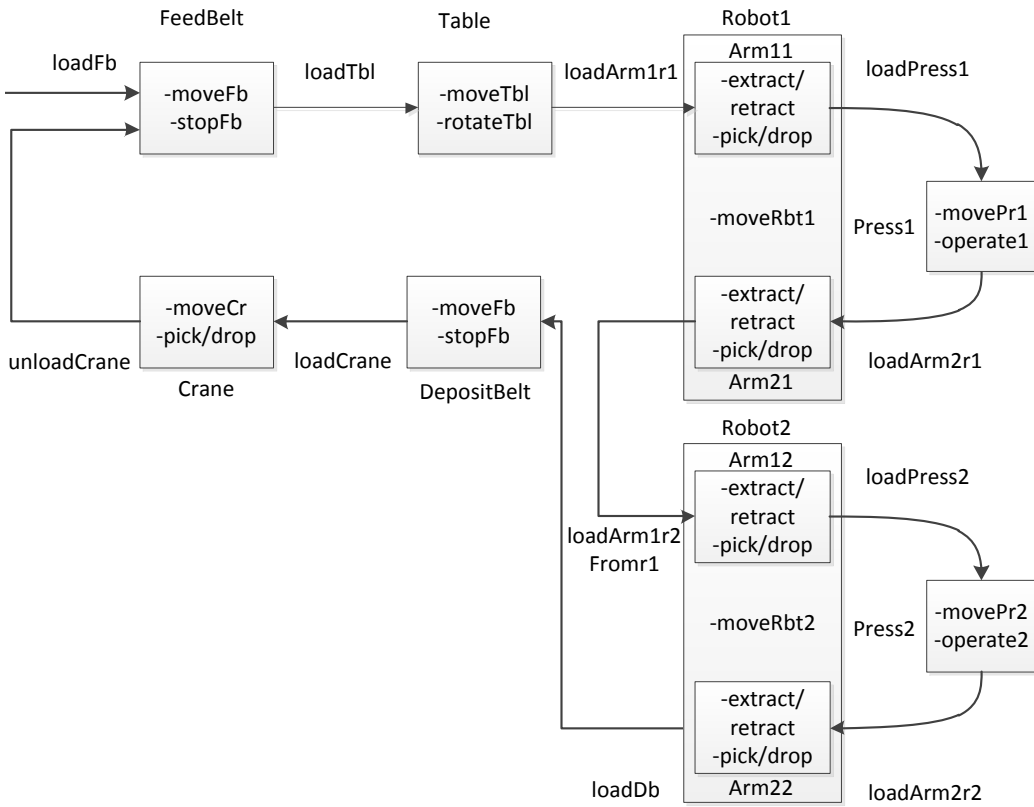 FeedBelt
Table
Robot1
loadFb
-moveFb
-stopFb
loadTbl
-moveTbl
-rotateTbl
loadArm1r1
Arm11
-extract/
retract
-pick/drop
loadPress1
-moveRbt1
Press1
-movePr1
-operate1
-extract/
retract
-pick/drop
Arm21
loadArm2r1
unloadCrane
-moveCr
-pick/drop
Crane
loadCrane
-moveFb
-stopFb
DepositBelt
Robot2
Arm12
-extract/
retract
-pick/drop
loadPress2
loadArm1r2
Fromr1
-moveRbt2
Press2
-movePr2
-operate2
-extract/
retract
-pick/drop
Arm22
loadDb
loadArm2r2